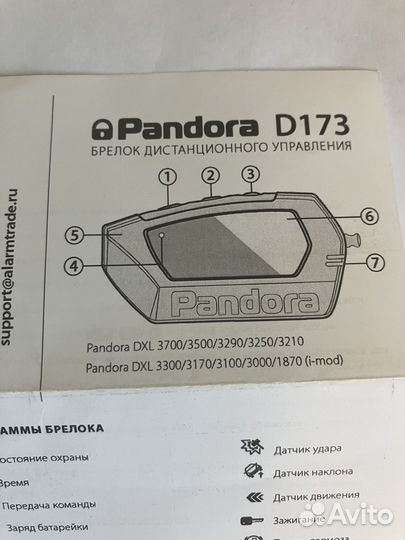 Pandora D173
БРЕЛОК ДИСТАНЦИОННОГО УПРАВЛЕНИЯ
1
2
3
5
6
4
7
Pandora
support@alarmtrade.ru
Pandora DXL 3700/3500/3290/3250/3210
Pandora DXL 3300/3170/3100/3000/1870 (i-mod)
АММЫ БРЕЛОКА
остояние охраны
Время
Передача команды
Заряд батарейки
Датчик удара
Датчик наклона
Датчик движения
Зажигание
Avito